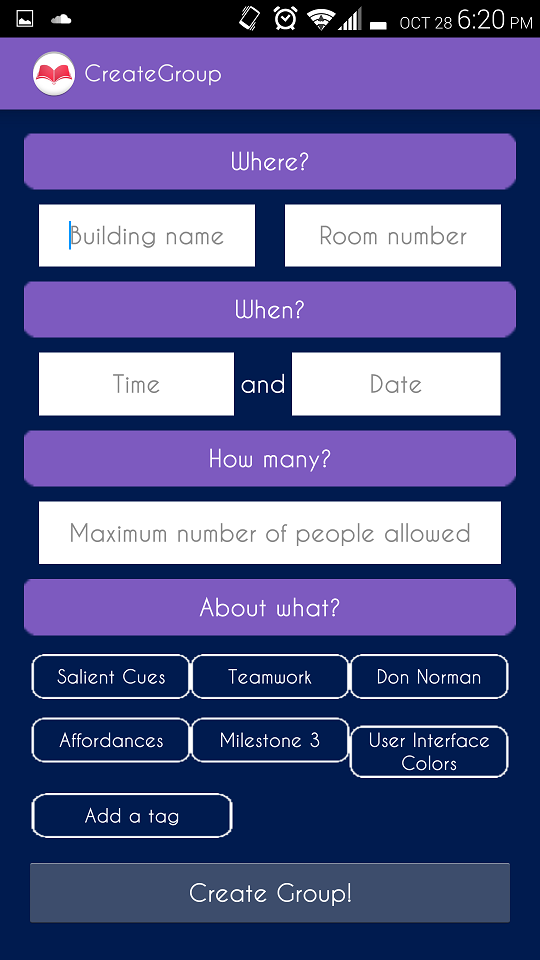 OCT 28 6:20 PM
CreateGroup
Where?
Building name Room number
When?
Time and Date
How many?
Maximum number of people allowed
About what?
Salient Cues Teamwork Don Norman
Affordances Milestone 3 User Interface
Colors
Add a tag
Create Group!